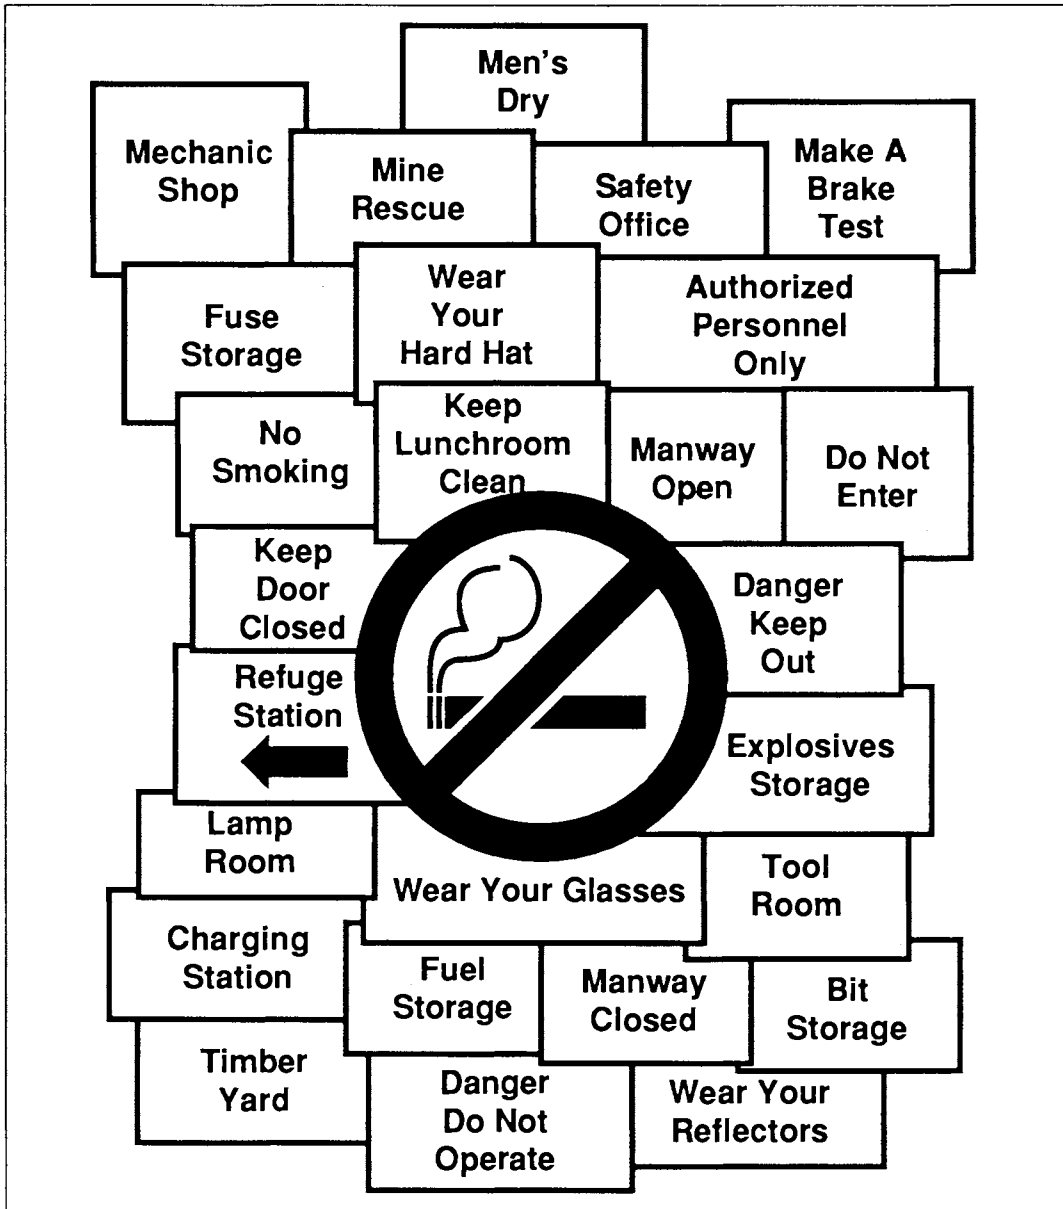 Men's
Dry
Mechanic
Shop
Mine
Rescue
Safety
Office
Make A
Brake
Test
Fuse
Storage
Wear
Your
Hard Hat
Authorized
Personnel
Only
No
Smoking
Keep
Lunchroom
Clean
Manway
Open
Do Not
Enter
Keep
Door
Closed
Danger
Keep
Out
Refuge
Station
Explosives
Storage
Lamp
Room
Wear Your Glasses
Tool
Room
Charging
Station
Fuel
Storage
Manway
Closed
Bit
Storage
Timber
Yard
Danger
Do Not
Operate
Wear Your
Reflectors